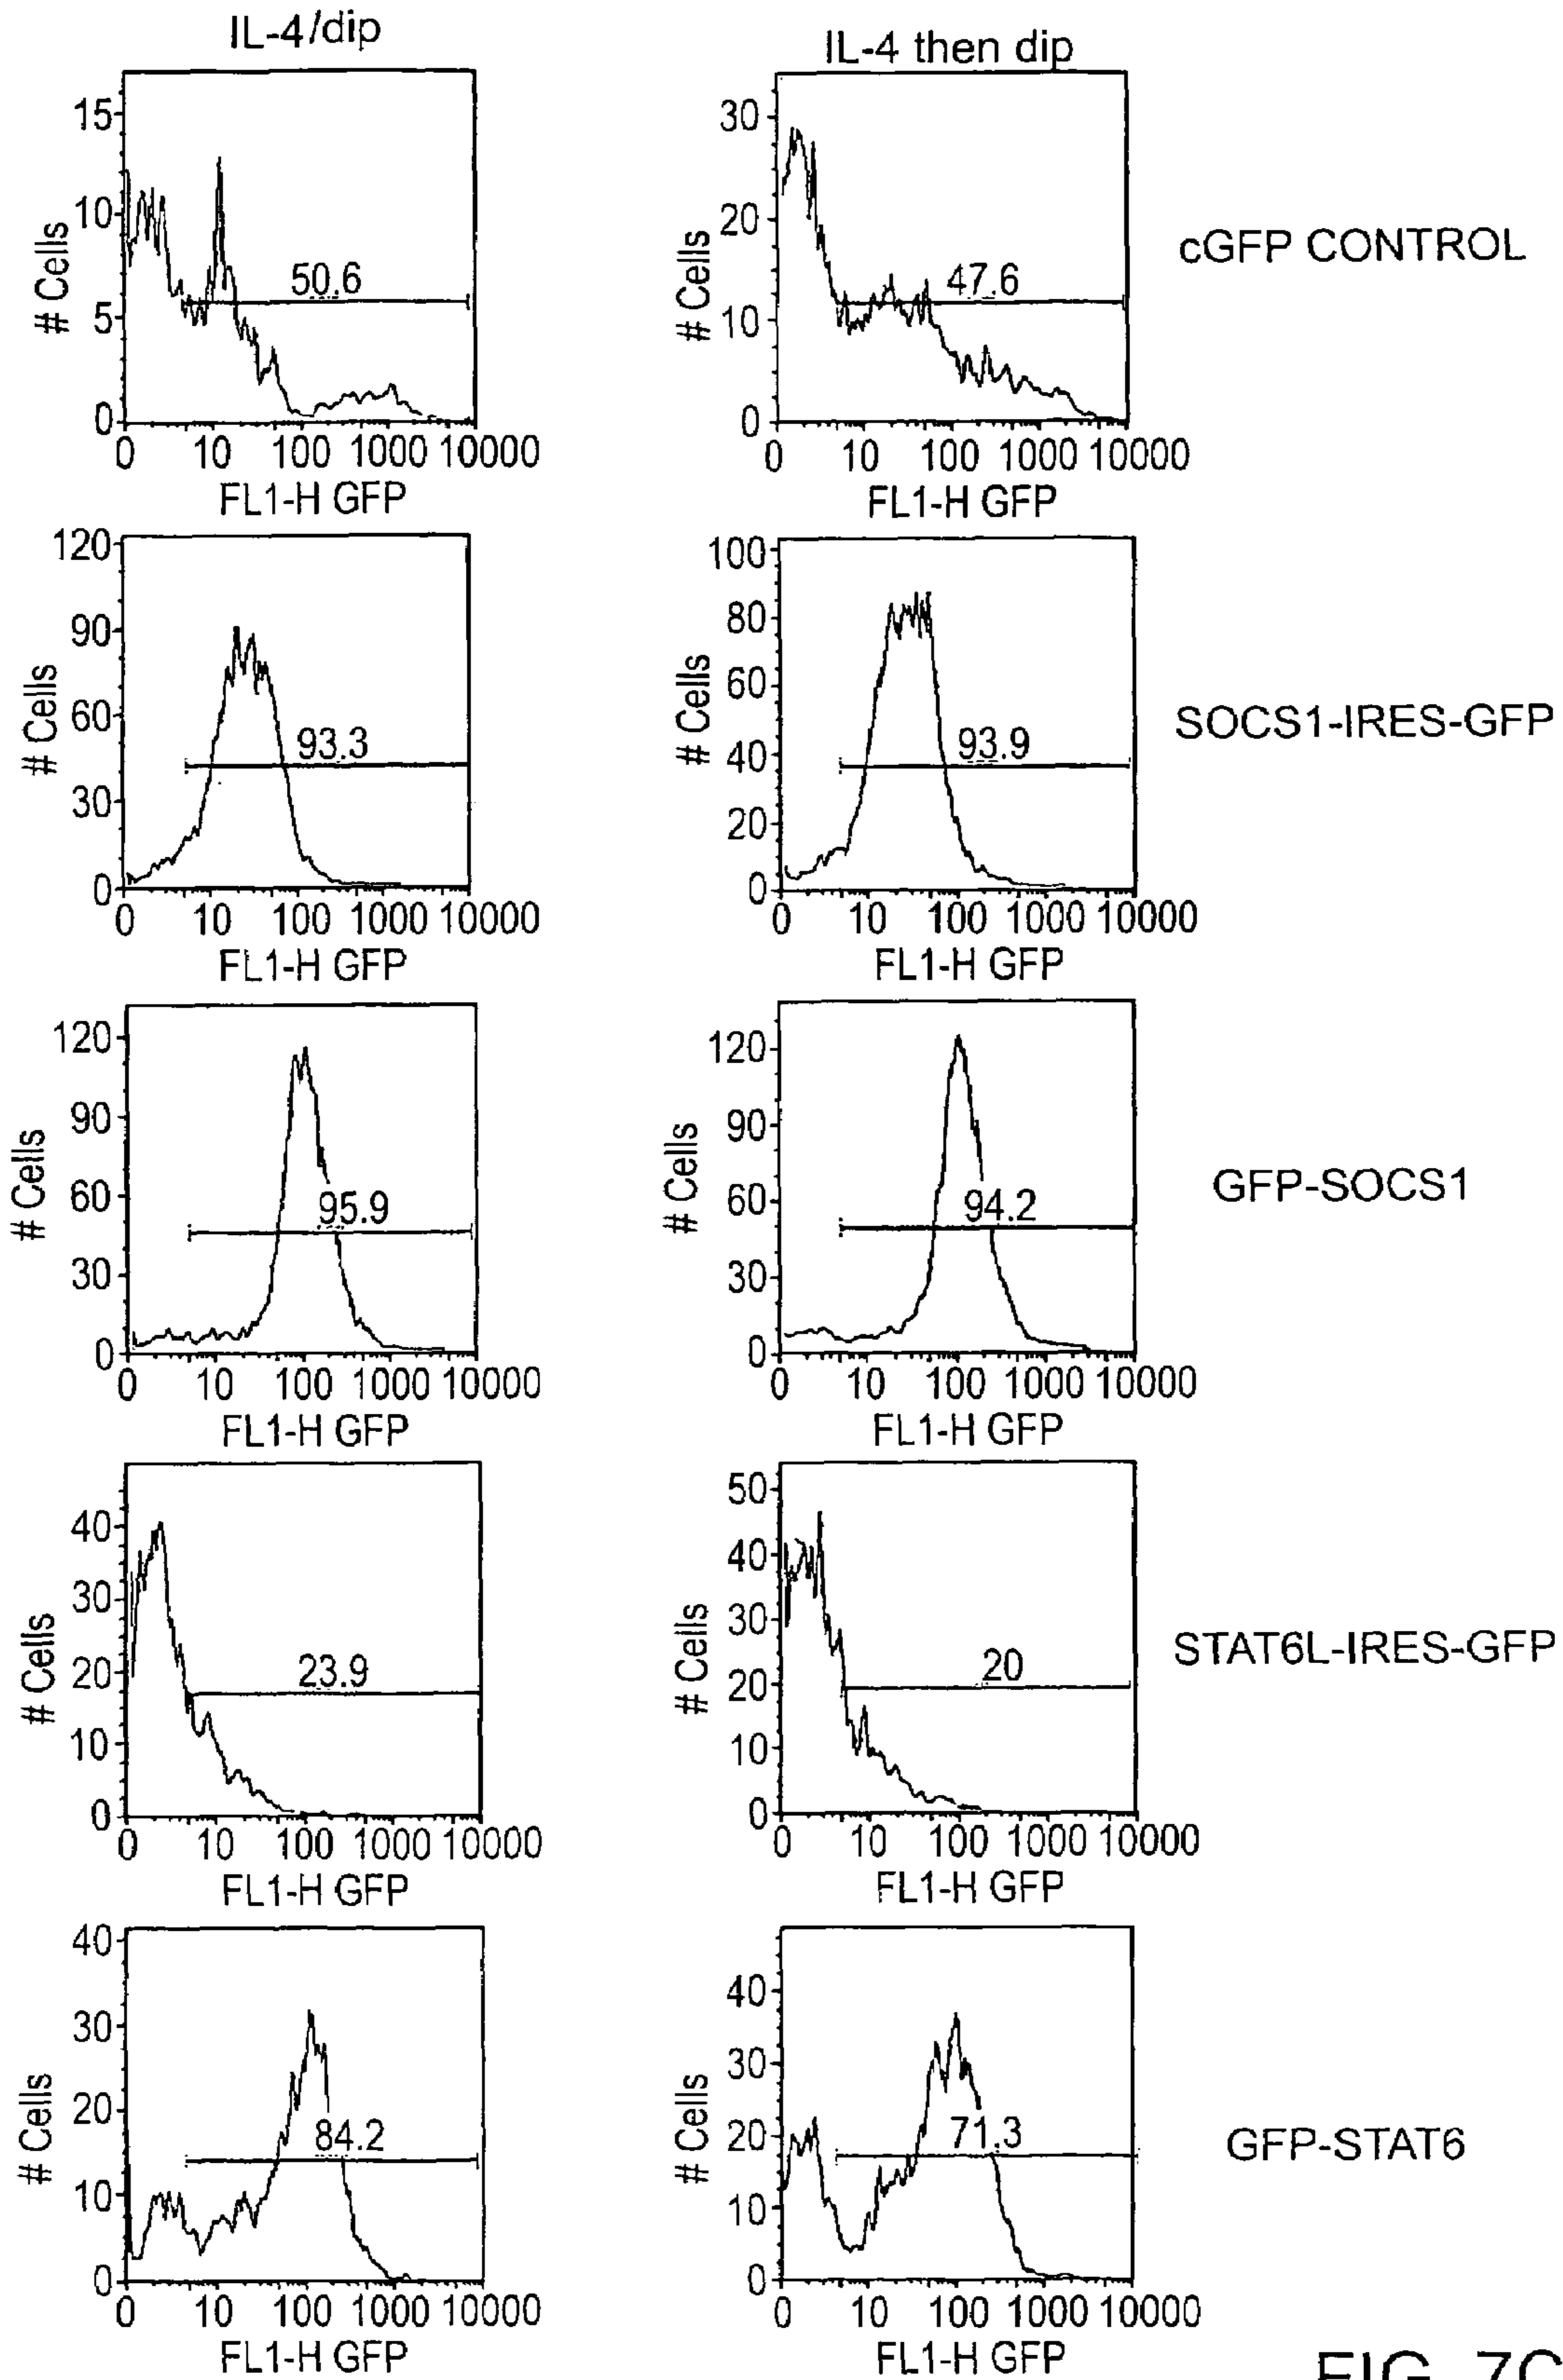 IL-4/dip
IL-4 then dip
15
10
5
0
# Cells
50.6
0 10 100 1000 10000
FL1-H GFP
30
20
10
0
# Cells
47.6
0 10 100 1000 10000
FL1-H GFP
cGFP CONTROL
120
90
60
30
0
# Cells
93.3
0 10 100 1000 10000
FL1-H GFP
100
80
60
40
20
0
# Cells
93.9
0 10 100 1000 10000
FL1-H GFP
SOCS1-IRES-GFP
120
90
60
30
0
# Cells
95.9
0 10 100 1000 10000
FL1-H GFP
120
90
60
30
0
# Cells
94.2
0 10 100 1000 10000
FL1-H GFP
GFP-SOCS1
40
30
20
10
0
# Cells
23.9
0 10 100 1000 10000
FL1-H GFP
50
40
30
20
10
0
# Cells
20
0 10 100 1000 10000
FL1-H GFP
STAT6L-IRES-GFP
40
30
20
10
0
# Cells
84.2
0 10 100 1000 10000
FL1-H GFP
40
30
20
10
0
# Cells
71.3
0 10 100 1000 10000
FL1-H GFP
GFP-STAT6
FIG. 7C